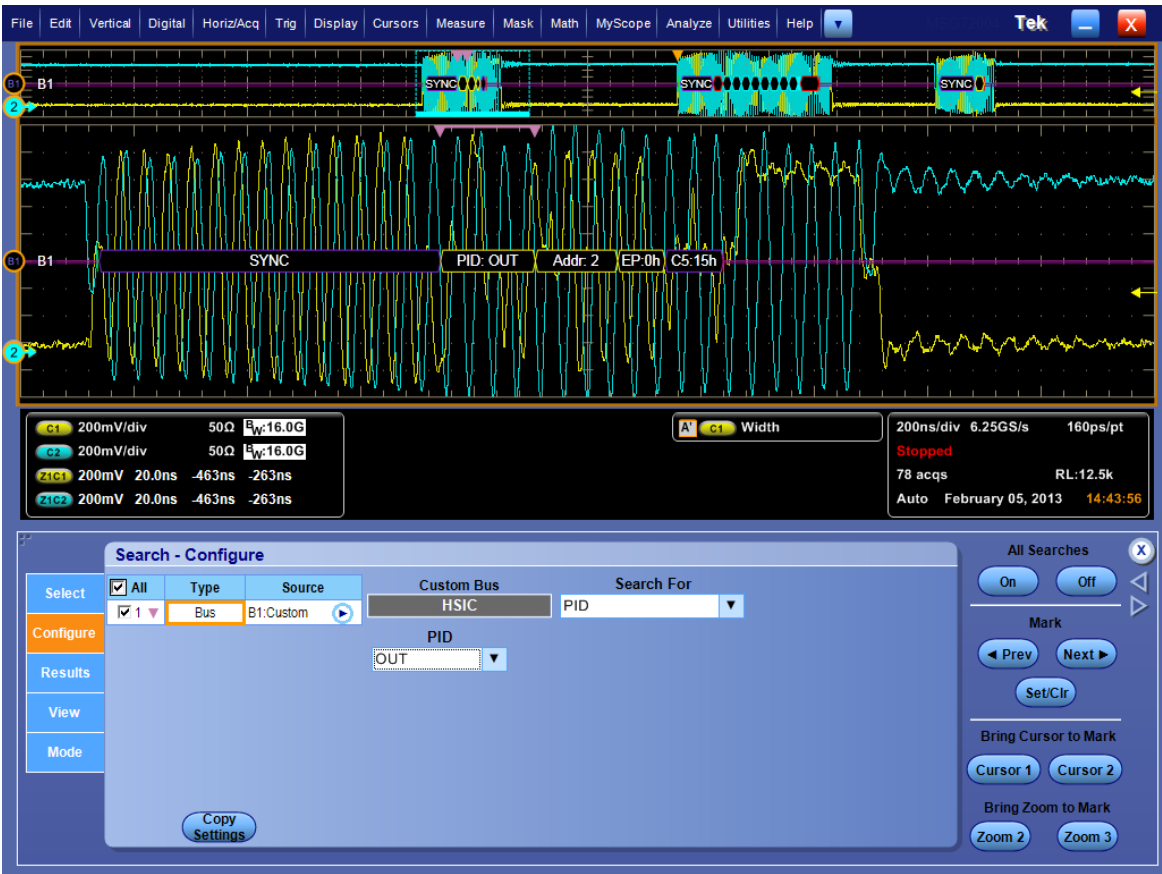 File Edit Vertical Digital Horiz/Acq Trig Display Cursors Measure Mask Math MyScope Analyze Utilities Help Tek X
B1 B1 SYNC SYNC SYNC
2
B1 B1 SYNC PID: OUT Addr: 2 EP:0h C5:15h
2
C1 200mV/div 50Ω BW:16.0G
C2 200mV/div 50Ω BW:16.0G
Z1C1 200mV 20.0ns -463ns -263ns
Z1C2 200mV 20.0ns -463ns -263ns
A' C1 Width
200ns/div 6.25GS/s 160ps/pt
Stopped
78 acqs RL:12.5k
Auto February 05, 2013 14:43:56
Search - Configure
Select
Configure
Results
View
Mode
All Type Source
1 Bus B1:Custom
Custom Bus
HSIC
Search For
PID
PID
OUT
Copy
Settings
All Searches X
On Off
Mark
Prev Next
Set/Clr
Bring Cursor to Mark
Cursor 1 Cursor 2
Bring Zoom to Mark
Zoom 2 Zoom 3